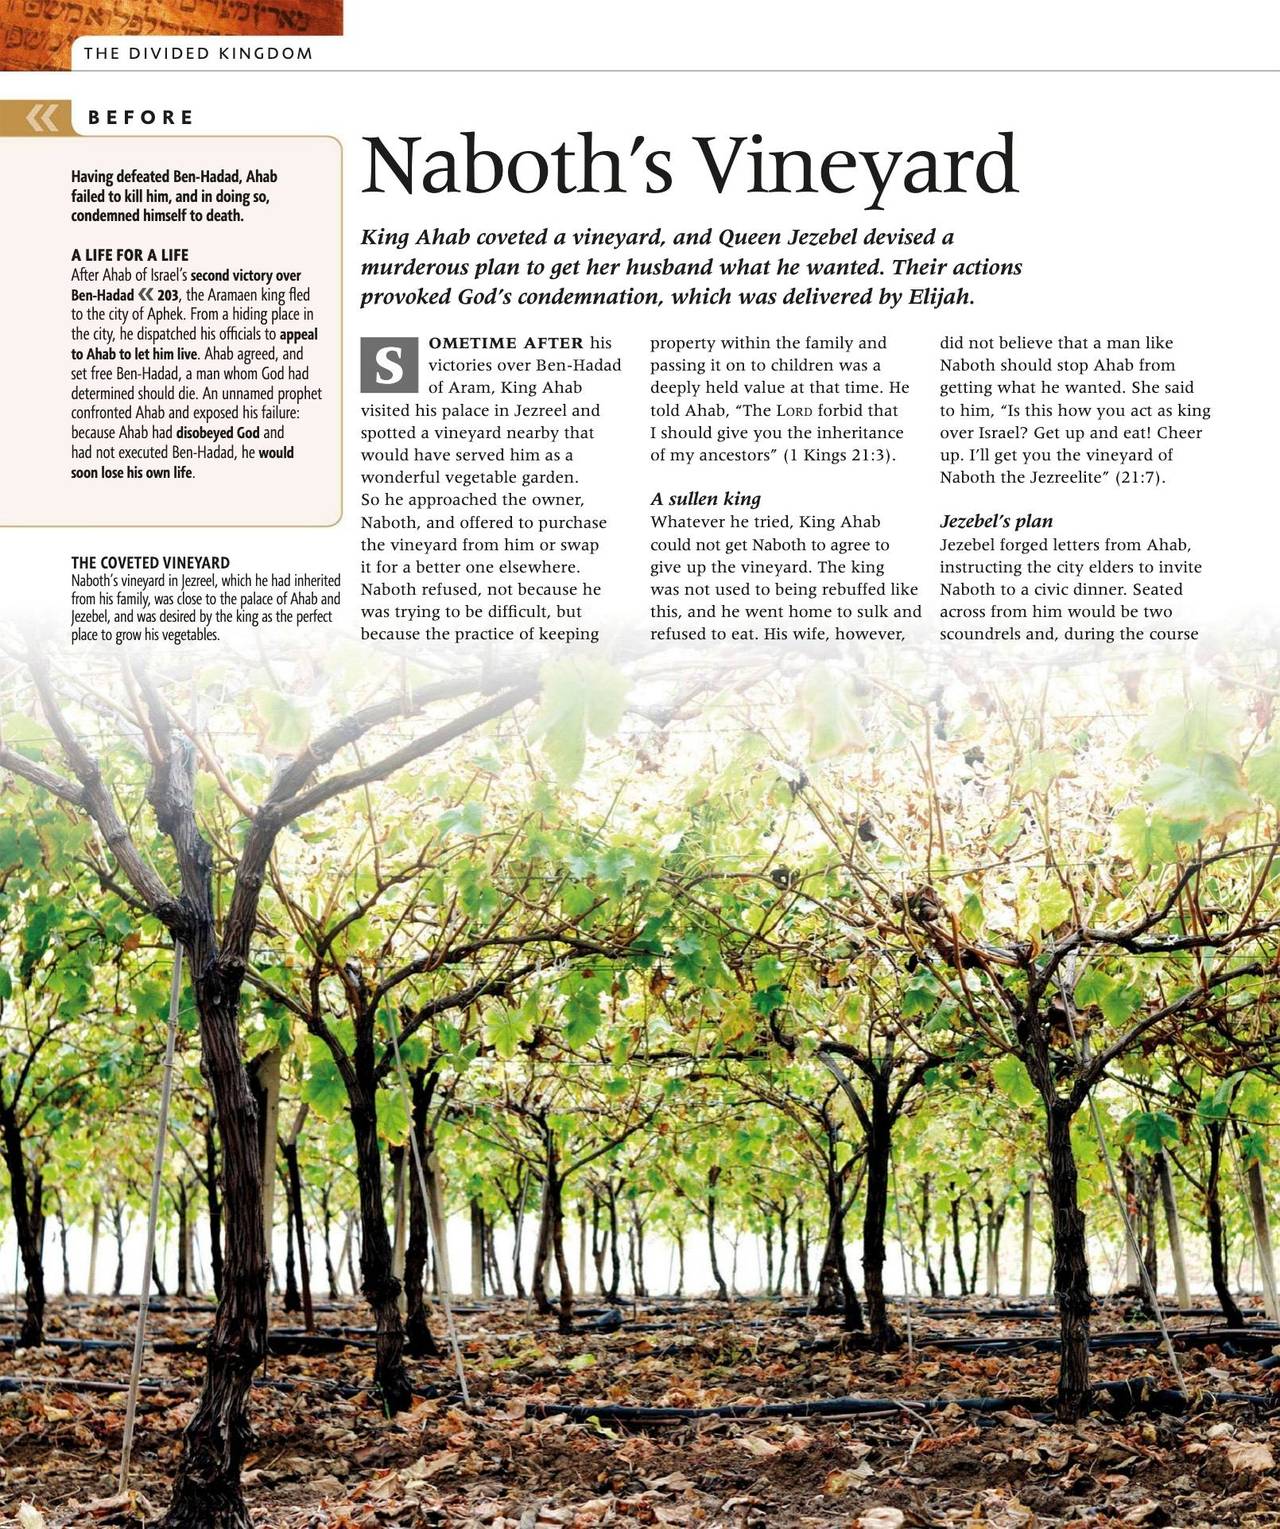 THE DIVIDED KINGDOM
BEFORE
Having defeated Ben-Hadad, Ahab
failed to kill him, and in doing so,
condemned himself to death.
A LIFE FOR A LIFE
After Ahab of Israel’s second victory over
Ben-Hadad « 203, the Aramaen king fled
to the city of Aphek. From a hiding place in
the city, he dispatched his officials to appeal
to Ahab to let him live. Ahab agreed, and
set free Ben-Hadad, a man whom God had
determined should die. An unnamed prophet
confronted Ahab and exposed his failure:
because Ahab had disobeyed God and
had not executed Ben-Hadad, he would
soon lose his own life.
THE COVETED VINEYARD
Naboth’s vineyard in Jezreel, which he had inherited
from his family, was close to the palace of Ahab and
Jezebel, and was desired by the king as the perfect
place to grow his vegetables.
Naboth’s Vineyard
King Ahab coveted a vineyard, and Queen Jezebel devised a
murderous plan to get her husband what he wanted. Their actions
provoked God’s condemnation, which was delivered by Elijah.
SOMETIME AFTER his
victories over Ben-Hadad
of Aram, King Ahab
visited his palace in Jezreel and
spotted a vineyard nearby that
would have served him as a
wonderful vegetable garden.
So he approached the owner,
Naboth, and offered to purchase
the vineyard from him or swap
it for a better one elsewhere.
Naboth refused, not because he
was trying to be difficult, but
because the practice of keeping
property within the family and
passing it on to children was a
deeply held value at that time. He
told Ahab, “The LORD forbid that
I should give you the inheritance
of my ancestors” (1 Kings 21:3).
A sullen king
Whatever he tried, King Ahab
could not get Naboth to agree to
give up the vineyard. The king
was not used to being rebuffed like
this, and he went home to sulk and
refused to eat. His wife, however,
did not believe that a man like
Naboth should stop Ahab from
getting what he wanted. She said
to him, “Is this how you act as king
over Israel? Get up and eat! Cheer
up. I’ll get you the vineyard of
Naboth the Jezreelite” (21:7).
Jezebel’s plan
Jezebel forged letters from Ahab,
instructing the city elders to invite
Naboth to a civic dinner. Seated
across from him would be two
scoundrels and, during the course